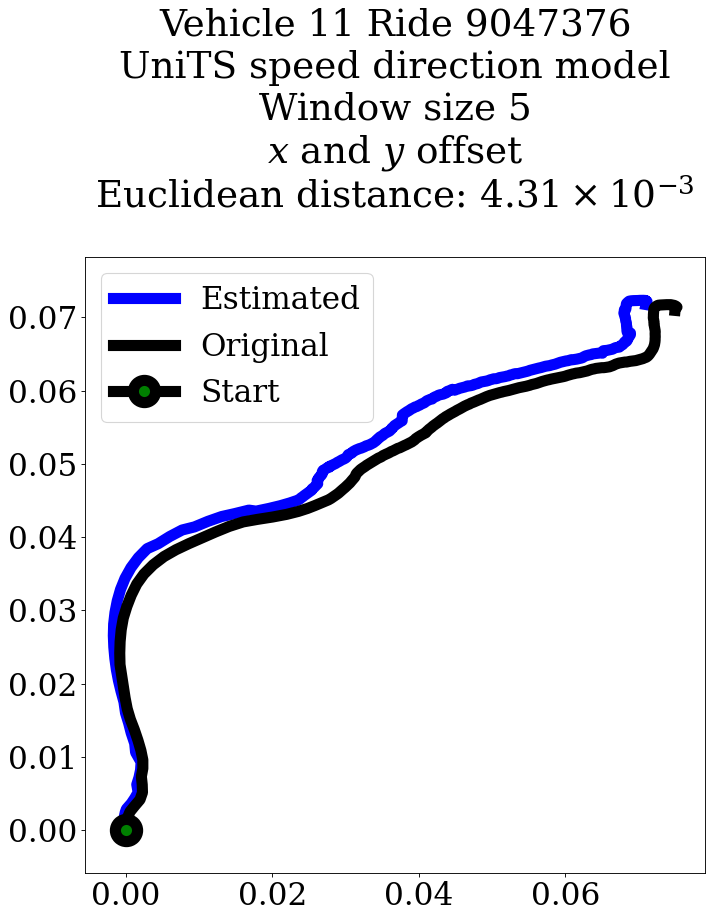 Vehicle 11 Ride 9047376
UniTS speed direction model
Window size 5
x and y offset
Euclidean distance: 4.31 × 10⁻³
Estimated
Original
Start
0.07
0.06
0.05
0.04
0.03
0.02
0.01
0.00
0.00 0.02 0.04 0.06